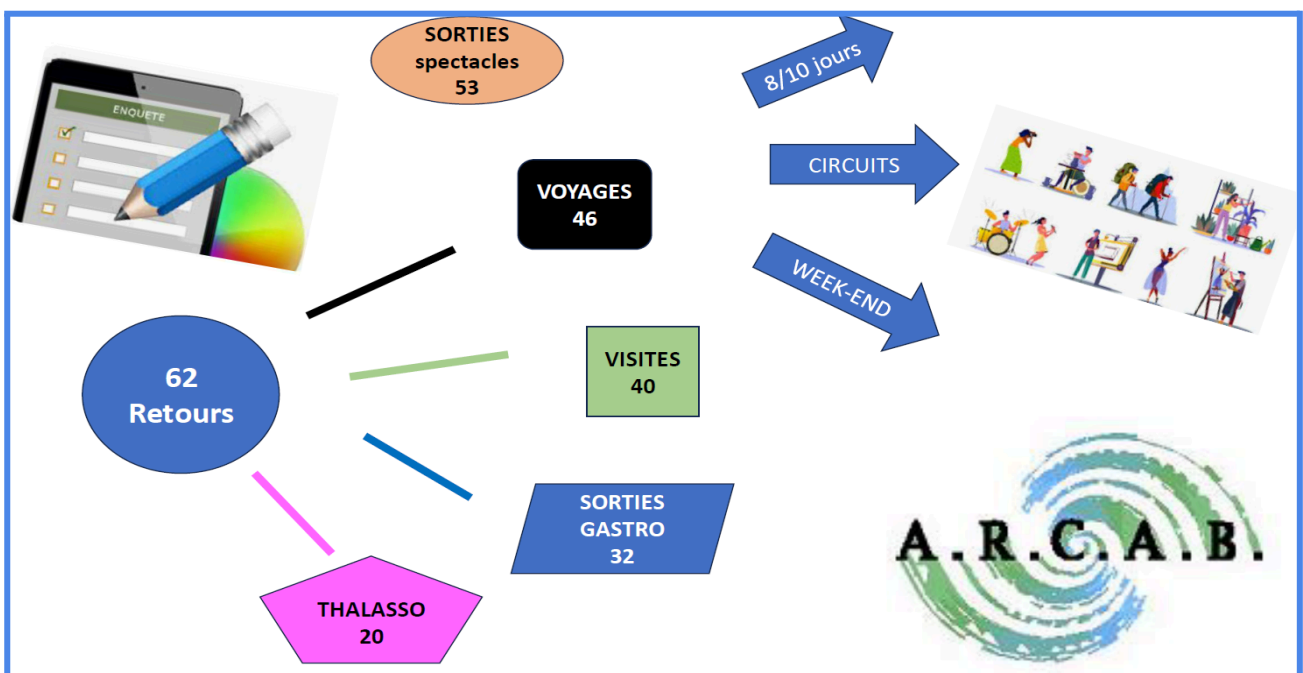 SORTIES
spectacles
53
8/10 jours
ENQUETE
CIRCUITS
VOYAGES
46
WEEK-END
VISITES
40
62
Retours
SORTIES
GASTRO
32
A.R.C.A.B.
THALASSO
20